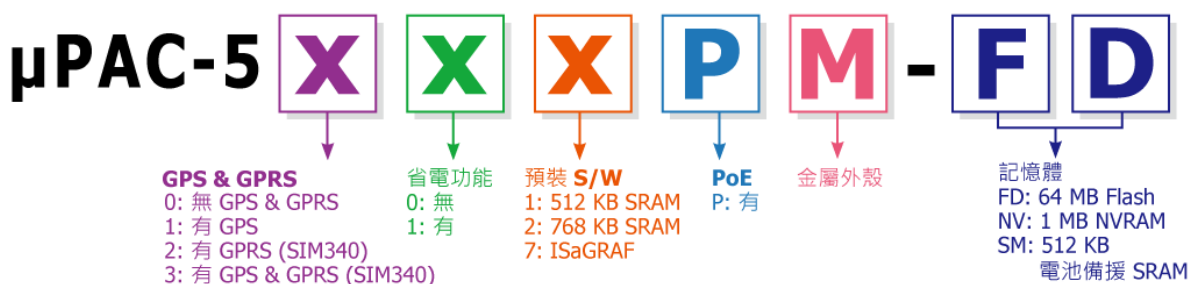 μPAC-5 X X X P M - F D
GPS & GPRS
0: 無 GPS & GPRS
1: 有 GPS
2: 有 GPRS (SIM340)
3: 有 GPS & GPRS (SIM340)
省電功能
0: 無
1: 有
預裝 S/W
1: 512 KB SRAM
2: 768 KB SRAM
7: ISaGRAF
PoE
P: 有
金屬外殼
記憶體
FD: 64 MB Flash
NV: 1 MB NVRAM
SM: 512 KB
電池備援 SRAM